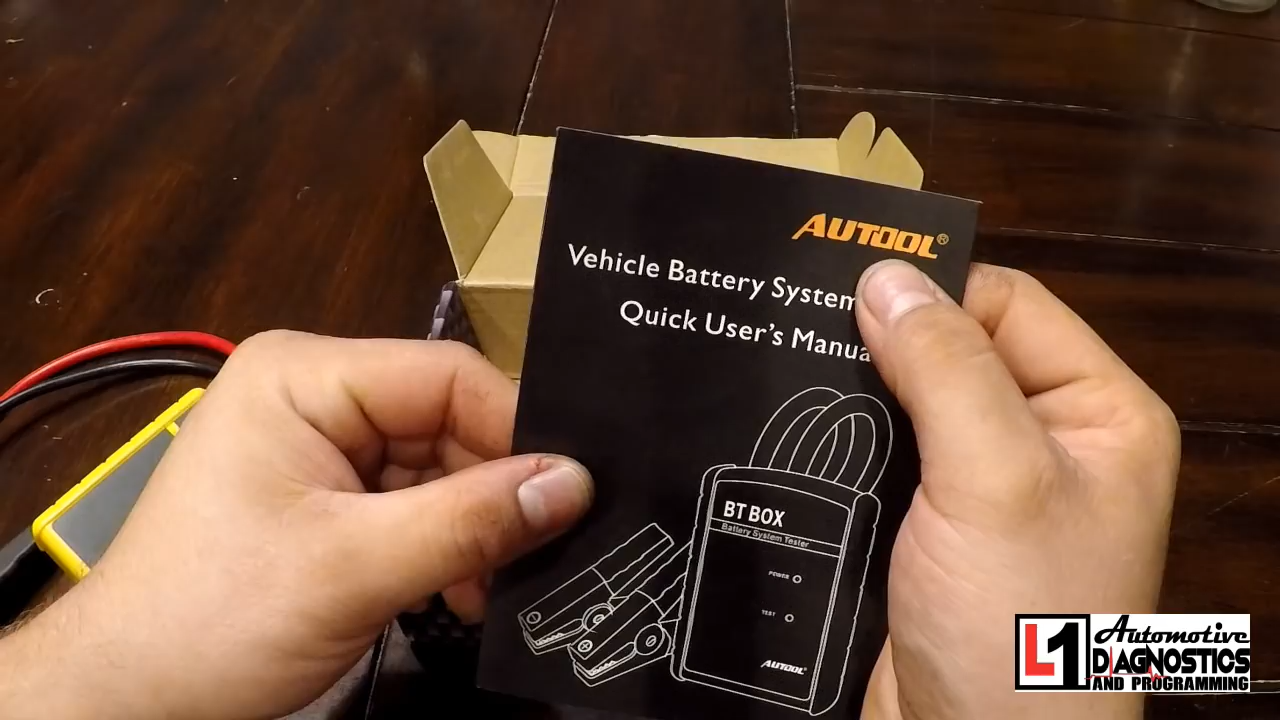 AUTOOL®
Vehicle Battery System
Quick User's Manua
BT BOX
Battery System Tester
POWER
TEST
AUTOOL®
L1 Automotive
DIAGNOSTICS
AND PROGRAMMING